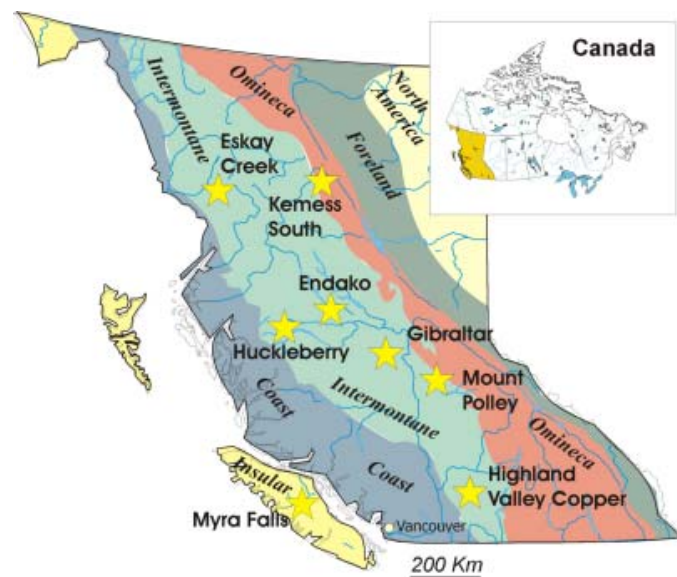 Canada
Intermontane
Omineca
North
America
Foreland
Eskay
Creek
Kemess
South
Endako
Gibraltar
Huckleberry
Mount
Polley
Coast
Intermontane
Omineca
Insular
Coast
Highland
Valley Copper
Myra Falls
Vancouver
200 Km